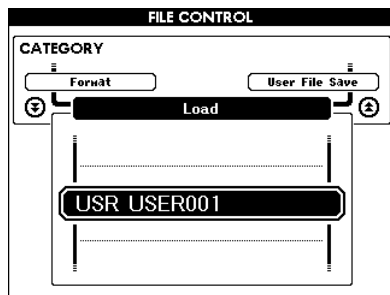 FILE CONTROL
CATEGORY
Format
User File Save
Load
USR USER001